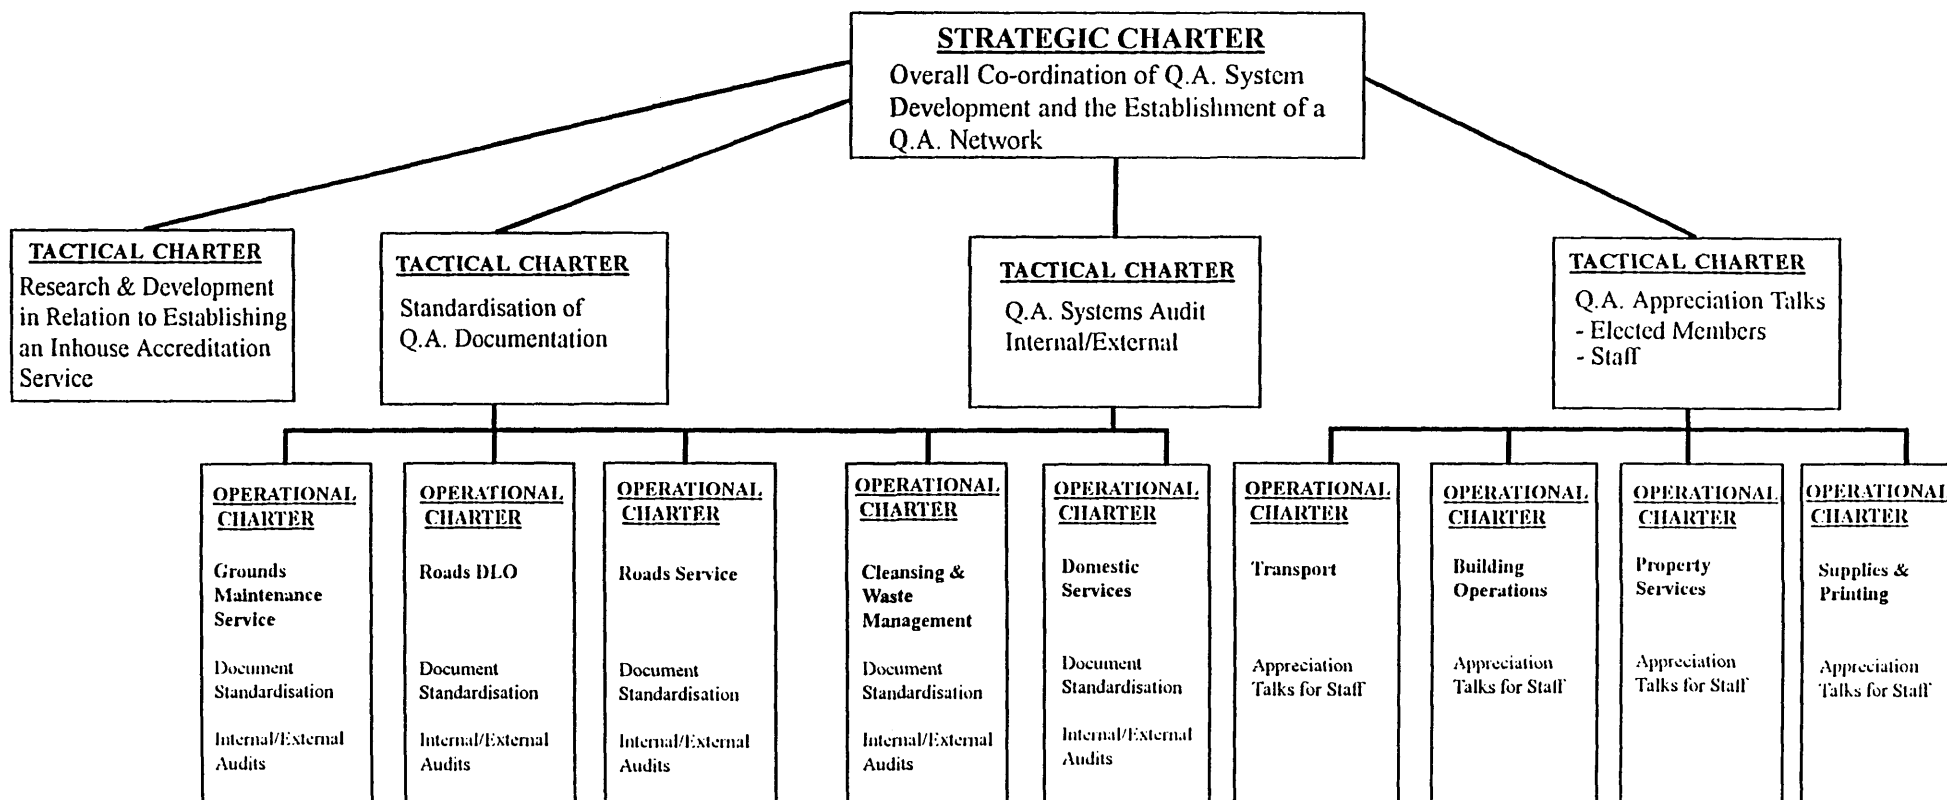 STRATEGIC CHARTER
Overall Co-ordination of Q.A. System
Development and the Establishment of a
Q.A. Network
TACTICAL CHARTER
Research & Development
in Relation to Establishing
an Inhouse Accreditation
Service
TACTICAL CHARTER
Standardisation of
Q.A. Documentation
TACTICAL CHARTER
Q.A. Systems Audit
Internal/External
TACTICAL CHARTER
Q.A. Appreciation Talks
- Elected Members
- Staff
OPERATIONAL
CHARTER
Grounds
Maintenance
Service
Document
Standardisation
Internal/External
Audits
OPERATIONAL
CHARTER
Roads DLO
Document
Standardisation
Internal/External
Audits
OPERATIONAL
CHARTER
Roads Service
Document
Standardisation
Internal/External
Audits
OPERATIONAL
CHARTER
Cleansing &
Waste
Management
Document
Standardisation
Internal/External
Audits
OPERATIONAL
CHARTER
Domestic
Services
Document
Standardisation
Internal/External
Audits
OPERATIONAL
CHARTER
Transport
Appreciation
Talks for Staff
OPERATIONAL
CHARTER
Building
Operations
Appreciation
Talks for Staff
OPERATIONAL
CHARTER
Property
Services
Appreciation
Talks for Staff
OPERATIONAL
CHARTER
Supplies &
Printing
Appreciation
Talks for Staff